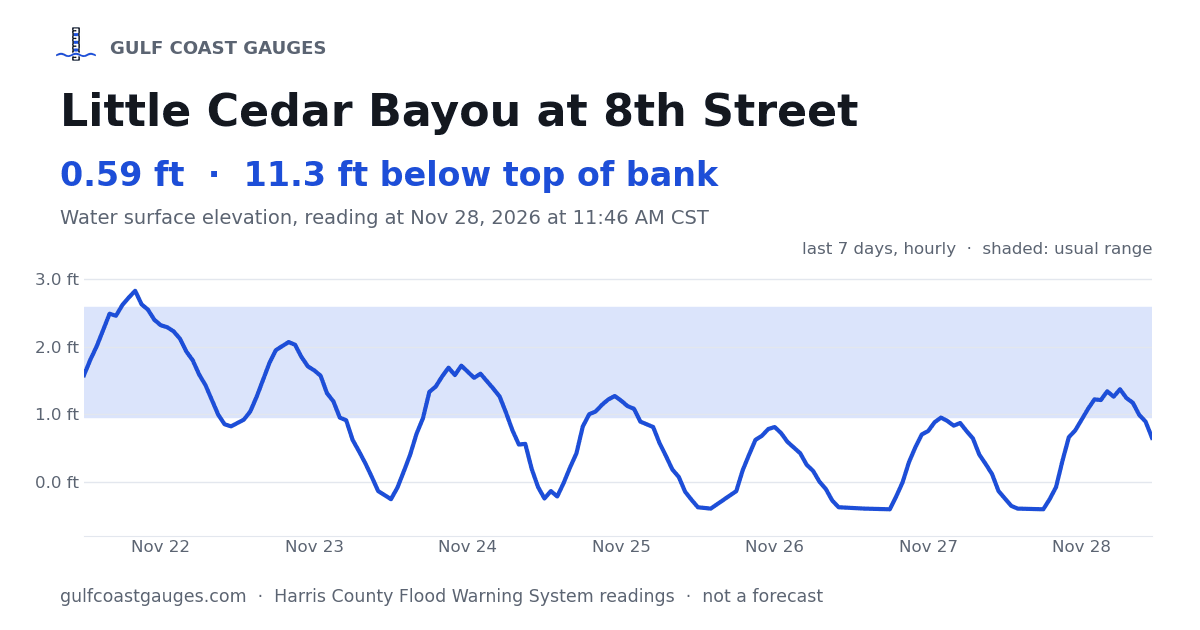 GULF COAST GAUGES
Little Cedar Bayou at 8th Street
0.59 ft · 11.3 ft below top of bank
Water surface elevation, reading at Nov 28, 2026 at 11:46 AM CST
last 7 days, hourly · shaded: usual range
3.0 ft
2.0 ft
1.0 ft
0.0 ft
Nov 22 Nov 23 Nov 24 Nov 25 Nov 26 Nov 27 Nov 28
gulfcoastgauges.com · Harris County Flood Warning System readings · not a forecast